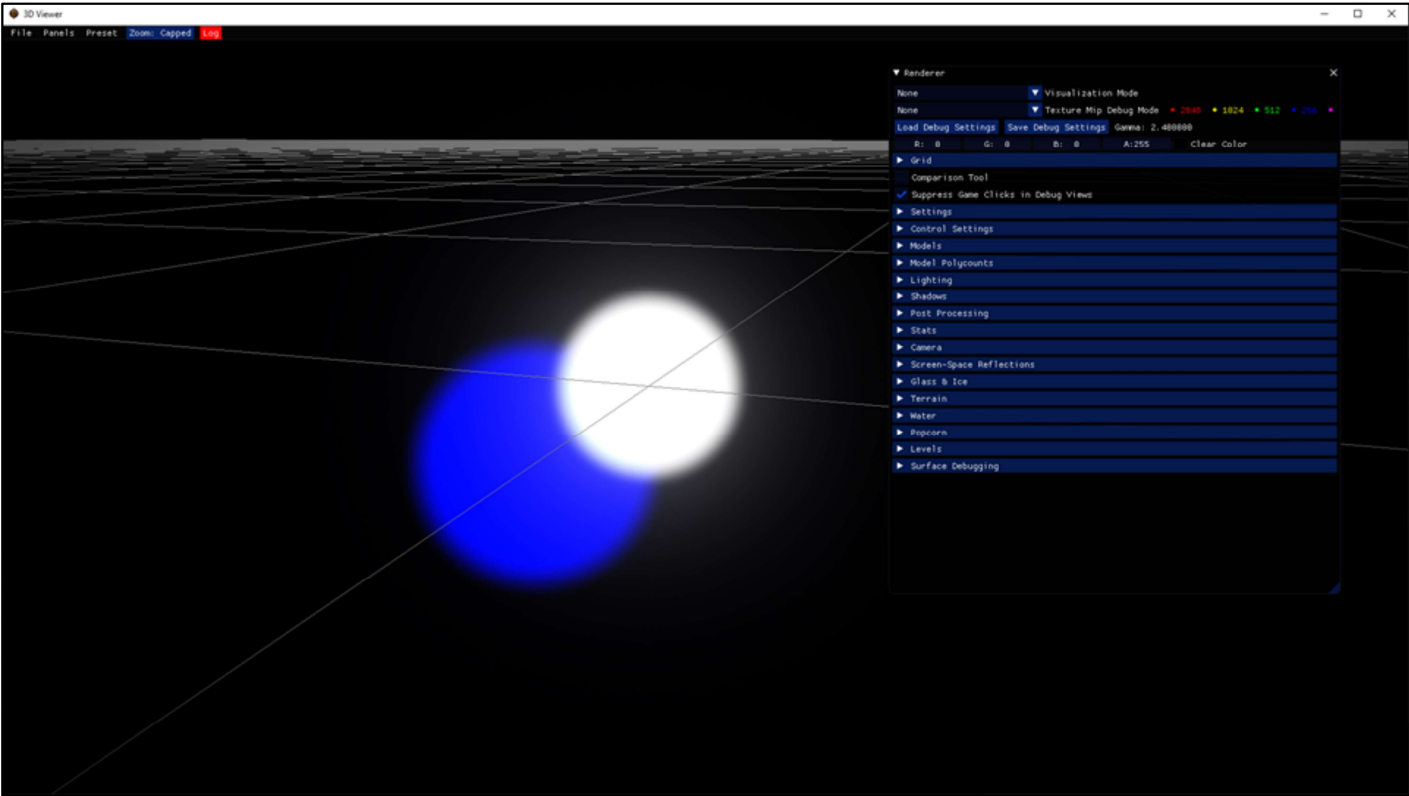 3D Viewer
File Panels Preset Zoom: Capped Log
Renderer
None Visualization Mode
None Texture Mip Debug Mode 2048 1024 512 256
Load Debug Settings Save Debug Settings Gamma: 2.400000
R: 0 G: 0 B: 0 A:255 Clear Color
Grid
Comparison Tool
Suppress Game Clicks in Debug Views
Settings
Control Settings
Models
Model Polycounts
Lighting
Shadows
Post Processing
Stats
Camera
Screen-Space Reflections
Glass & Ice
Terrain
Water
Popcorn
Levels
Surface Debugging